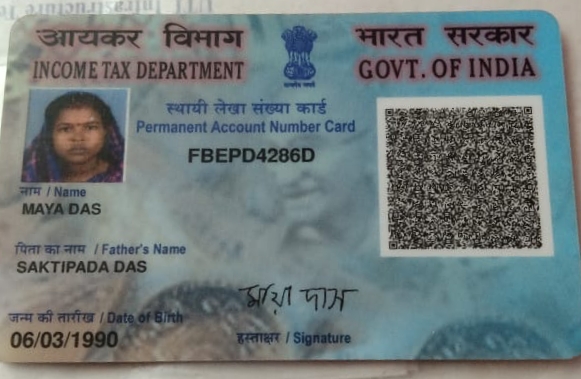 आयकर विभाग
INCOME TAX DEPARTMENT
भारत सरकार
GOVT. OF INDIA
स्थायी लेखा संख्या कार्ड
Permanent Account Number Card
FBEPD4286D
नाम / Name
MAYA DAS
पिता का नाम / Father's Name
SAKTIPADA DAS
जन्म की तारीख / Date of Birth
06/03/1990
মায়া দাস
हस्ताक्षर / Signature